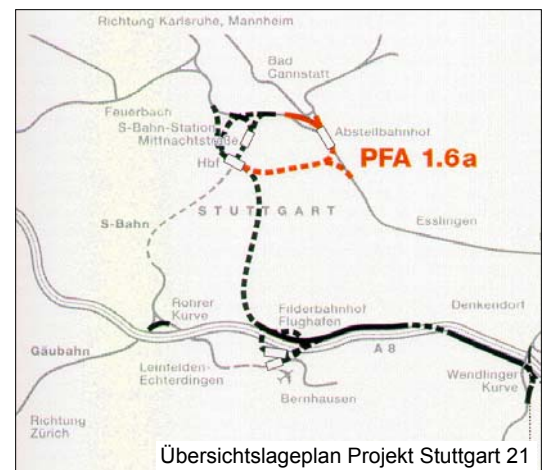 Richtung Karlsruhe, Mannheim
Bad
Cannstatt
Feuerbach
S-Bahn-Station
Mittnachtstraße
Abstellbahnhof
Hbf
PFA 1.6a
STUTTGART
S-Bahn
Esslingen
Rohrer
Kurve
Filderbahnhof
Flughafen
Denkendorf
Gäubahn
A 8
Leinfelden-
Echterdingen
Wendlinger
Kurve
Bernhausen
Richtung
Zürich
Übersichtslageplan Projekt Stuttgart 21